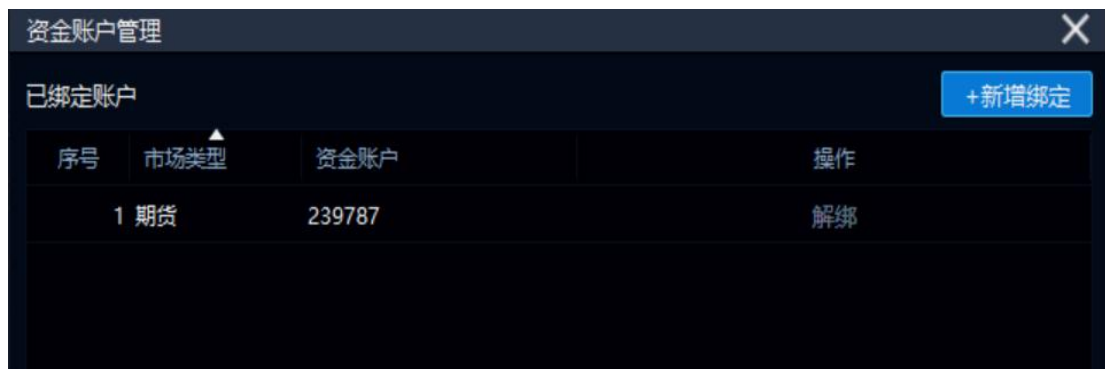 资金账户管理
已绑定账户 +新增绑定
序号 市场类型 资金账户 操作
1 期货 239787 解绑